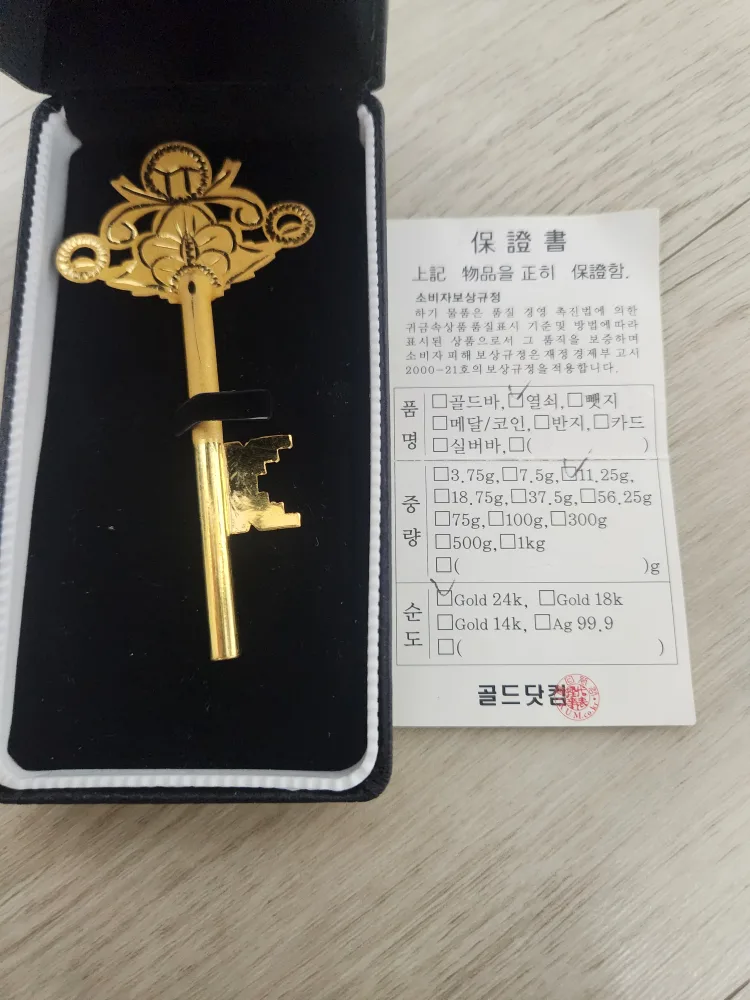 保證書
上記 物品을 正히 保證함.
소비자보상규정
하기 물품은 품질 경영 촉진법에 의한
귀금속상품 품질표시 기준 및 방법에 따라
표시된 상품으로서 그 품직을 보증하며
소비자 피해 보상규정은 재정 경제부 고서
2000-21호의 보상규정을 적용합니다.
품명
□골드바,□열쇠,□뺏지
□메달/코인,□반지,□카드
□실버바,□( )
중량
□3.75g,□7.5g,□11.25g,
□18.75g,□37.5g,□56.25g
□75g,□100g,□300g
□500g,□1kg
□( )g
순도
□Gold 24k, □Gold 18k
□Gold 14k, □Ag 99.9
□( )
골드닷컴